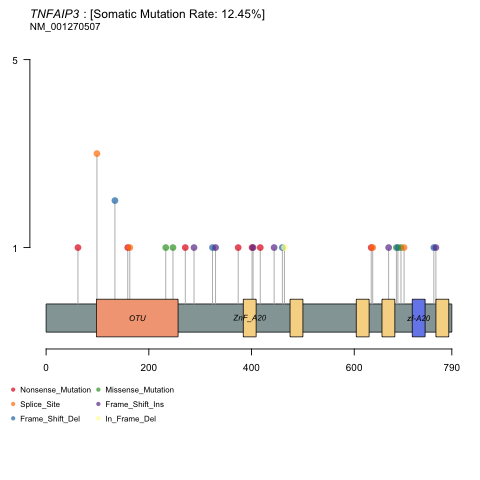 TNFAIP3 : [Somatic Mutation Rate: 12.45%]
NM_001270507
5
1
OTU
ZnF_A20
zf-A20
0
200
400
600
790
Nonsense_Mutation
Missense_Mutation
Splice_Site
Frame_Shift_Ins
Frame_Shift_Del
In_Frame_Del